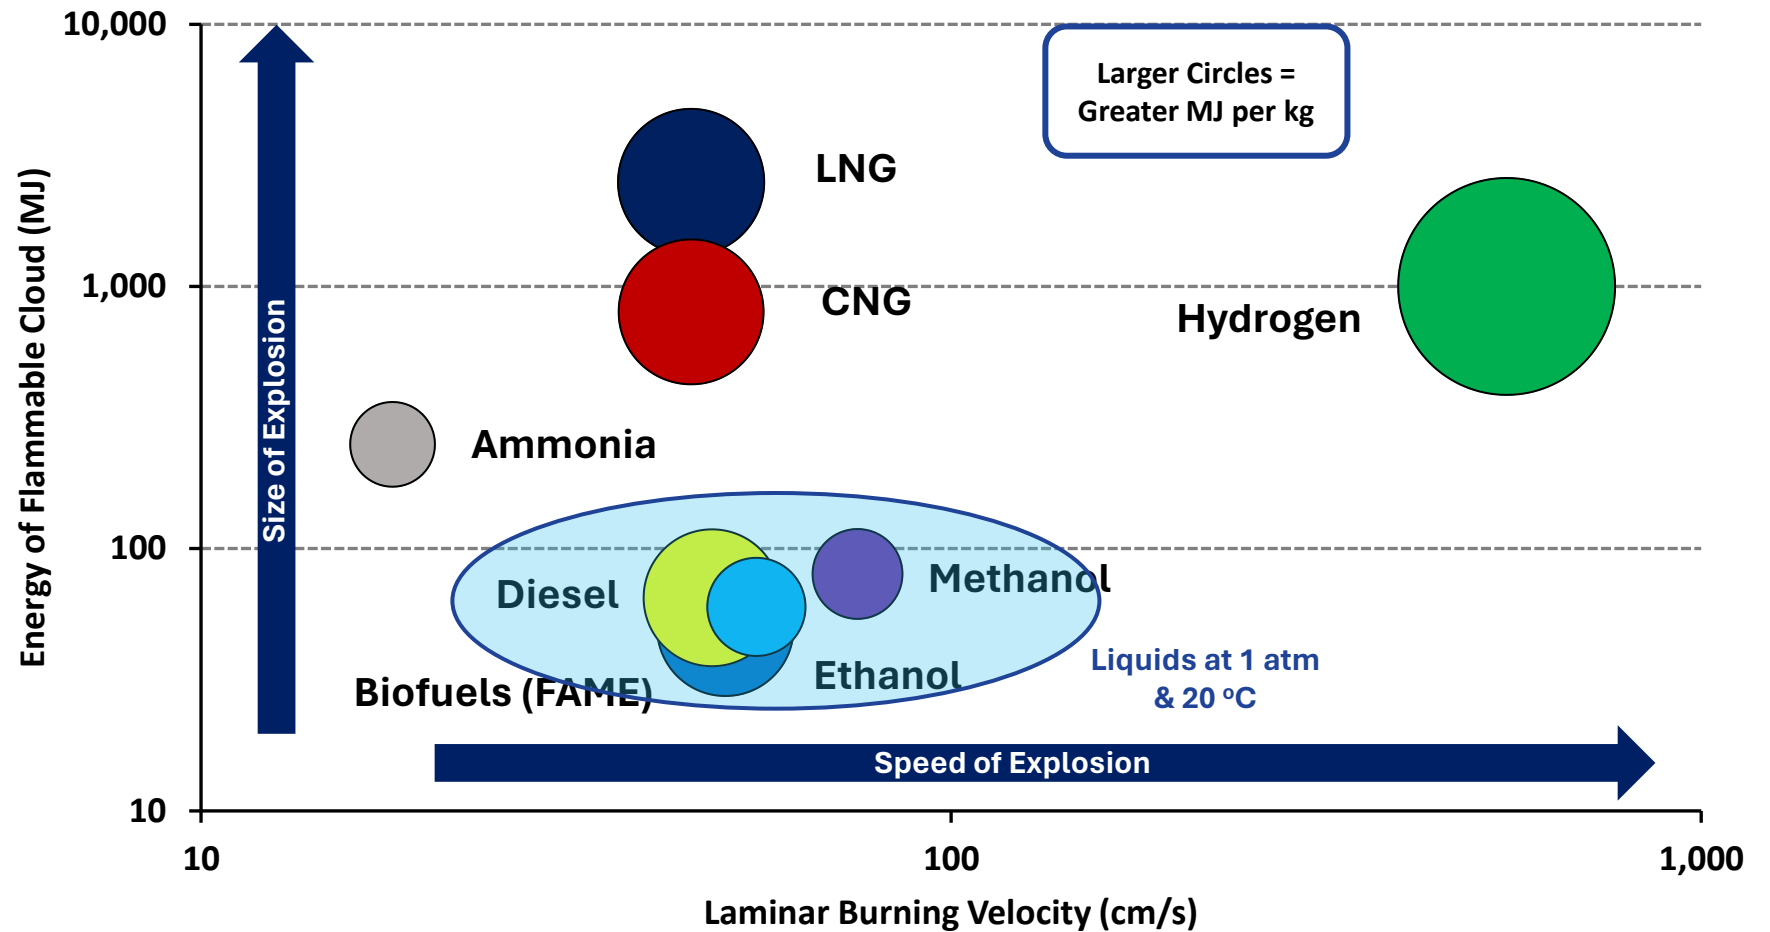 10,000
Larger Circles =
Greater MJ per kg
LNG
1,000
CNG
Hydrogen
Energy of Flammable Cloud (MJ)
Size of Explosion
Ammonia
100
Diesel
Methanol
Ethanol
Biofuels (FAME)
Liquids at 1 atm
& 20 ºC
Speed of Explosion
10
10
100
1,000
Laminar Burning Velocity (cm/s)